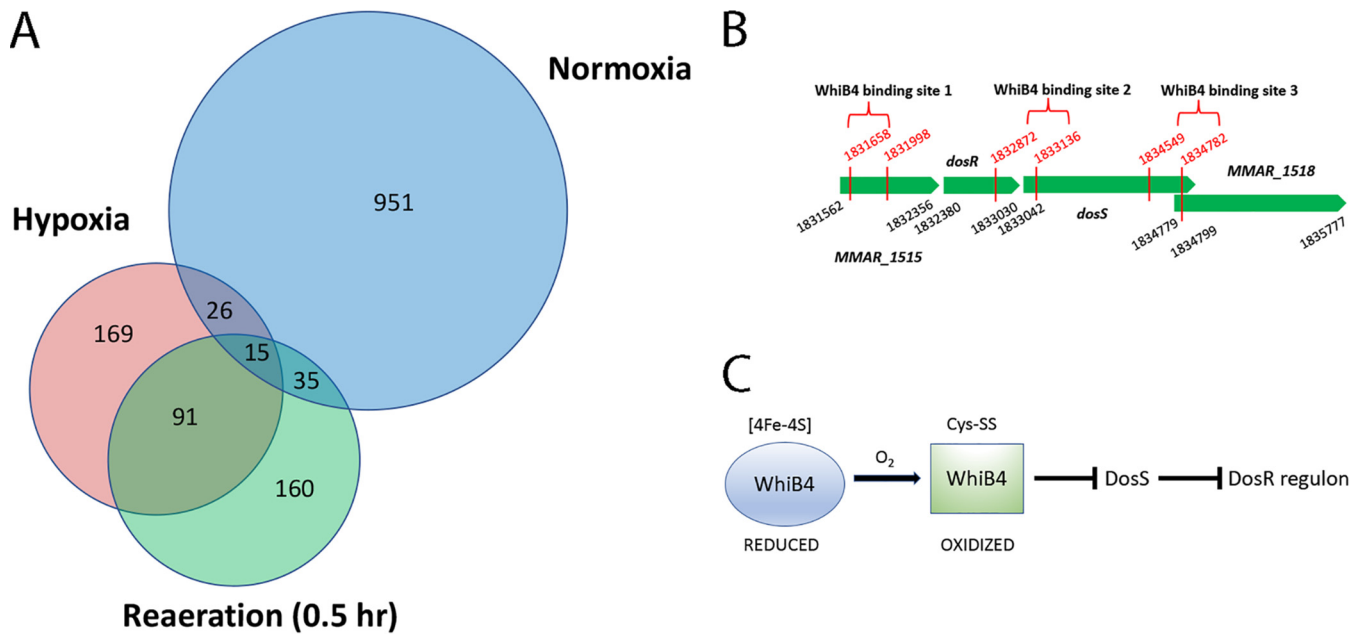 A
Normoxia
951
Hypoxia
26
169
15
35
91
160
Reaeration (0.5 hr)
B
WhiB4 binding site 1
WhiB4 binding site 2
WhiB4 binding site 3
1831658
1831998
dosR
1832872
1833136
1834549
1834782
MMAR_1518
1831562
1832356
1832380
1833030
1833042
dosS
1834779
1834799
1835777
MMAR_1515
C
[4Fe-4S]
Cys-SS
O2
WhiB4
WhiB4
DosS
DosR regulon
REDUCED
OXIDIZED